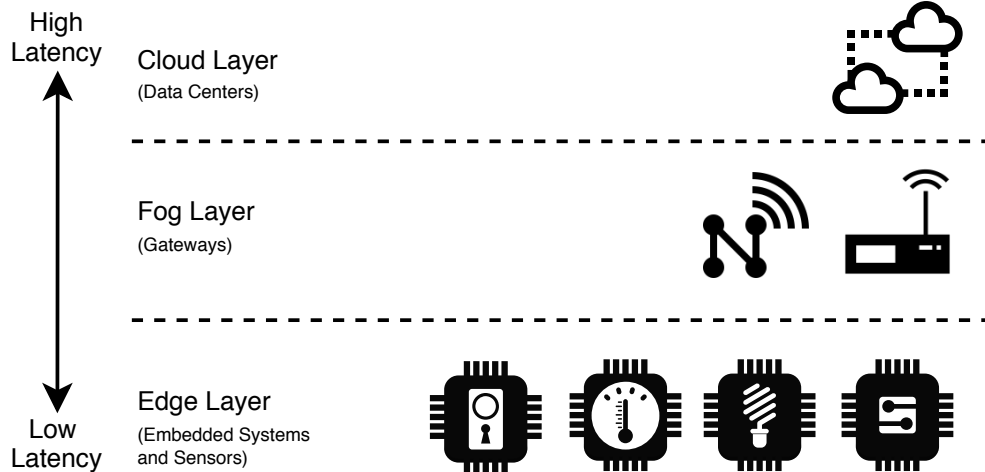 High
Latency
Cloud Layer
(Data Centers)
Fog Layer
(Gateways)
Edge Layer
(Embedded Systems
and Sensors)
Low
Latency